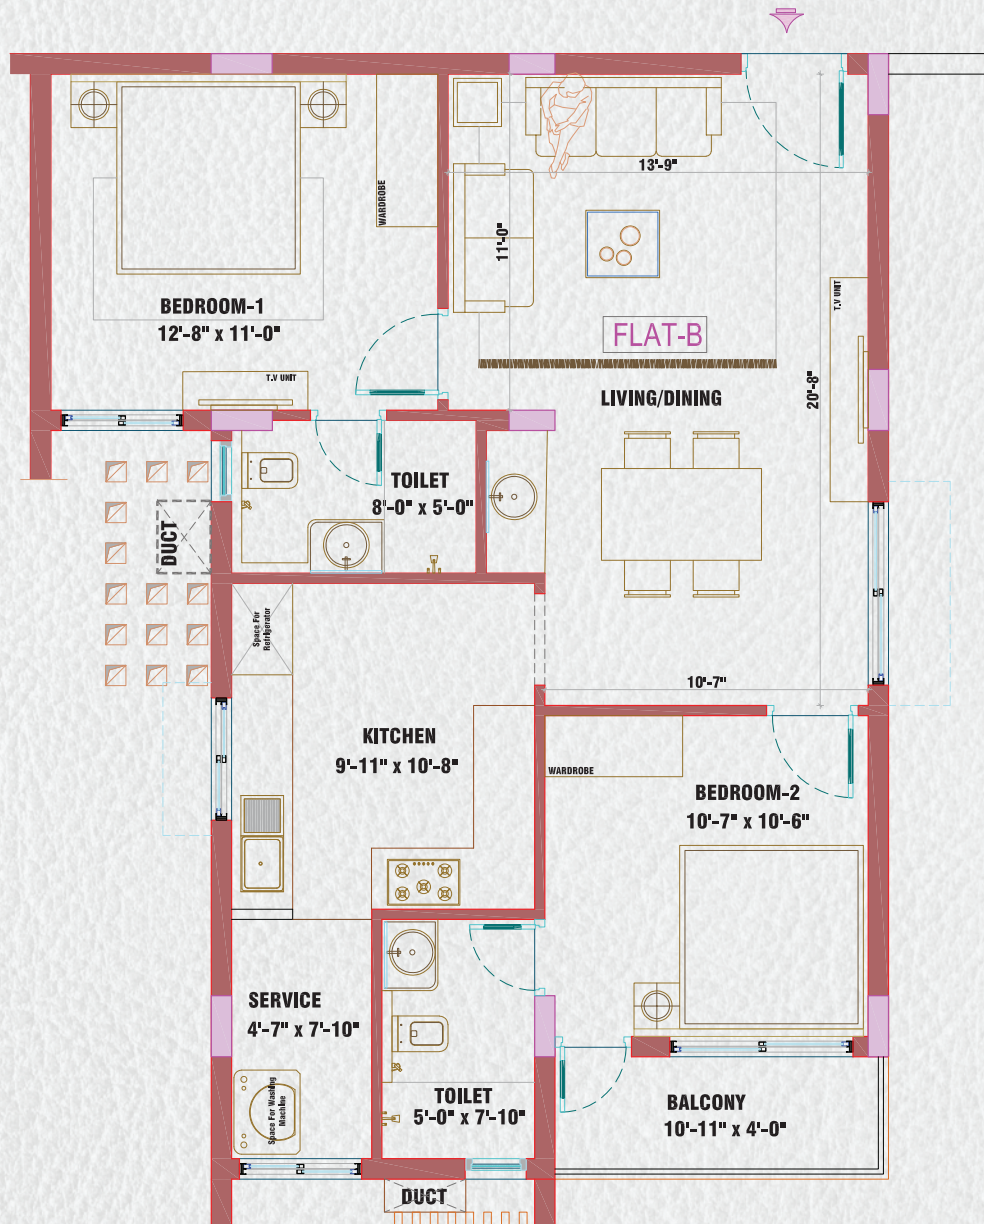 13'-9"
WARDROBE
11'-0"
BEDROOM-1
12'-8" x 11'-0"
T.V UNIT
FLAT-B
T.V UNIT
LIVING/DINING
20'-8"
TOILET
8'-0" x 5'-0"
DUCT
Space For
Refrigerator
10'-7"
KITCHEN
9'-11" x 10'-8"
WARDROBE
BEDROOM-2
10'-7" x 10'-6"
SERVICE
4'-7" x 7'-10"
Space For Washing
Machine
TOILET
5'-0" x 7'-10"
BALCONY
10'-11" x 4'-0"
DUCT